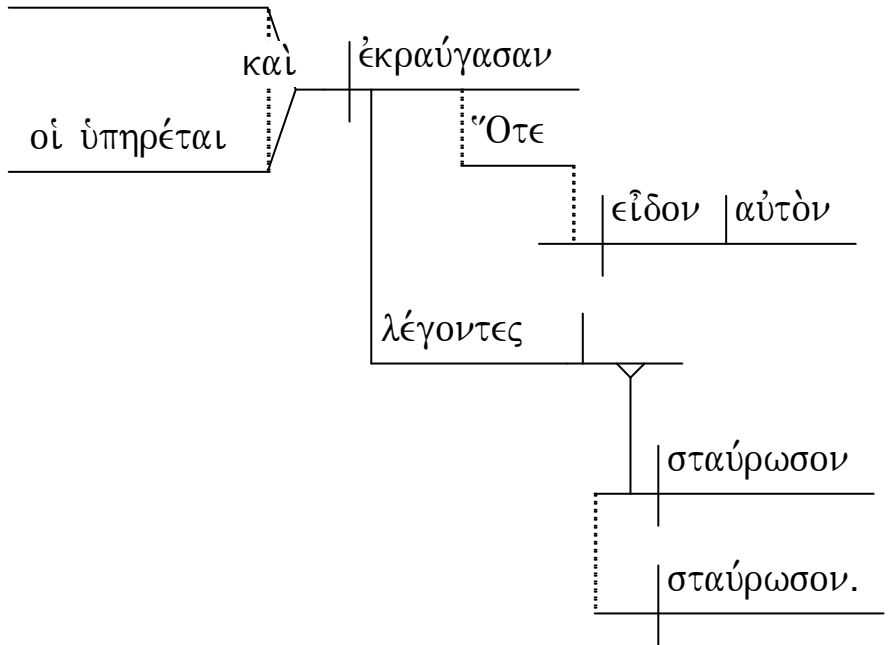 καὶ ἐκραύγασαν
οἱ ὑπηρέται Ὅτε
εἶδον αὐτὸν
λέγοντες
σταύρωσον
σταύρωσον.